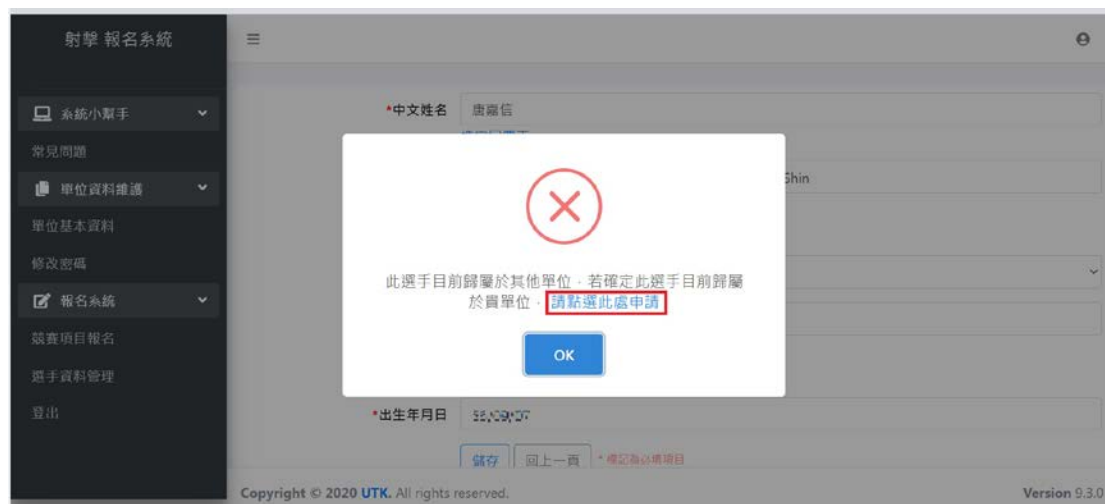 射擊 報名系統
系統小幫手
常見問題
單位資料維護
單位基本資料
修改密碼
報名系統
競賽項目報名
選手資料管理
登出
*中文姓名
唐嘉信
Shin
此選手目前歸屬於其他單位，若確定此選手目前歸屬
於貴單位，請點選此處申請
OK
*出生年月日
儲存
回上一頁
* 標記為必填項目
Copyright © 2020 UTK. All rights reserved.
Version 9.3.0